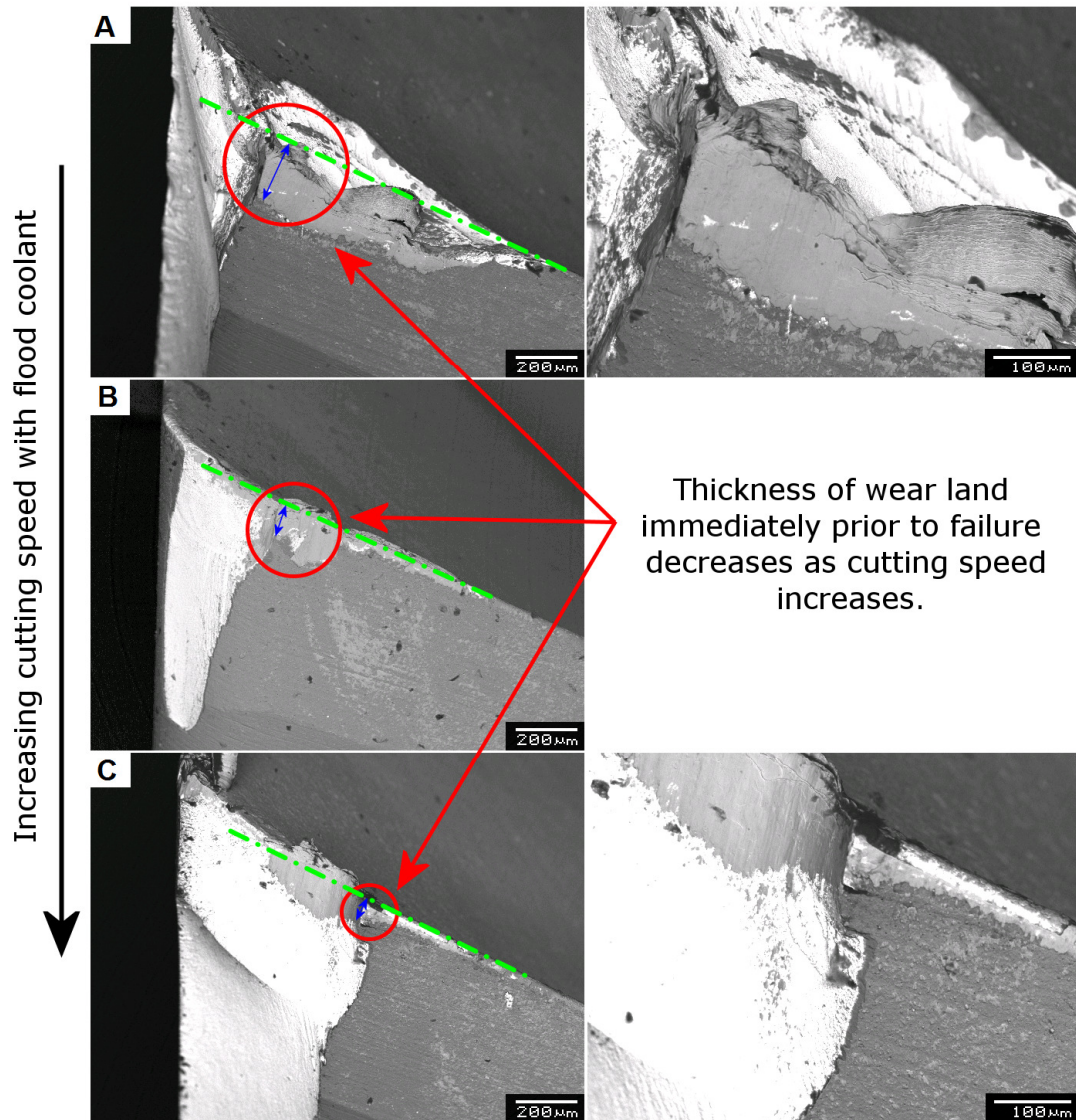 A
Increasing cutting speed with flood coolant
200μm
100μm
B
Thickness of wear land
immediately prior to failure
decreases as cutting speed
increases.
200μm
C
200μm
100μm